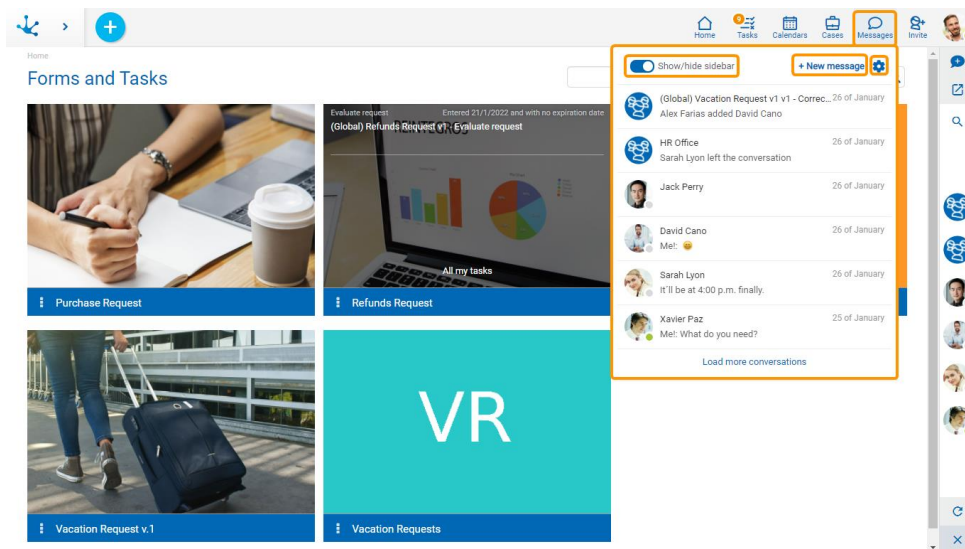 9
Home
Tasks
Calendars
Cases
Messages
Invite
Home
Forms and Tasks
Show/hide sidebar
+ New message
(Global) Vacation Request v1 v1 - Correc...
26 of January
Alex Farias added David Cano
HR Office
26 of January
Sarah Lyon left the conversation
Jack Perry
26 of January
David Cano
26 of January
Me!:
Sarah Lyon
26 of January
It´ll be at 4:00 p.m. finally.
Xavier Paz
25 of January
Me!: What do you need?
Load more conversations
Evaluate request
Entered 21/1/2022 and with no expiration date
(Global) Refunds Request v1 - Evaluate request
All my tasks
Purchase Request
Refunds Request
VR
Vacation Request v.1
Vacation Requests